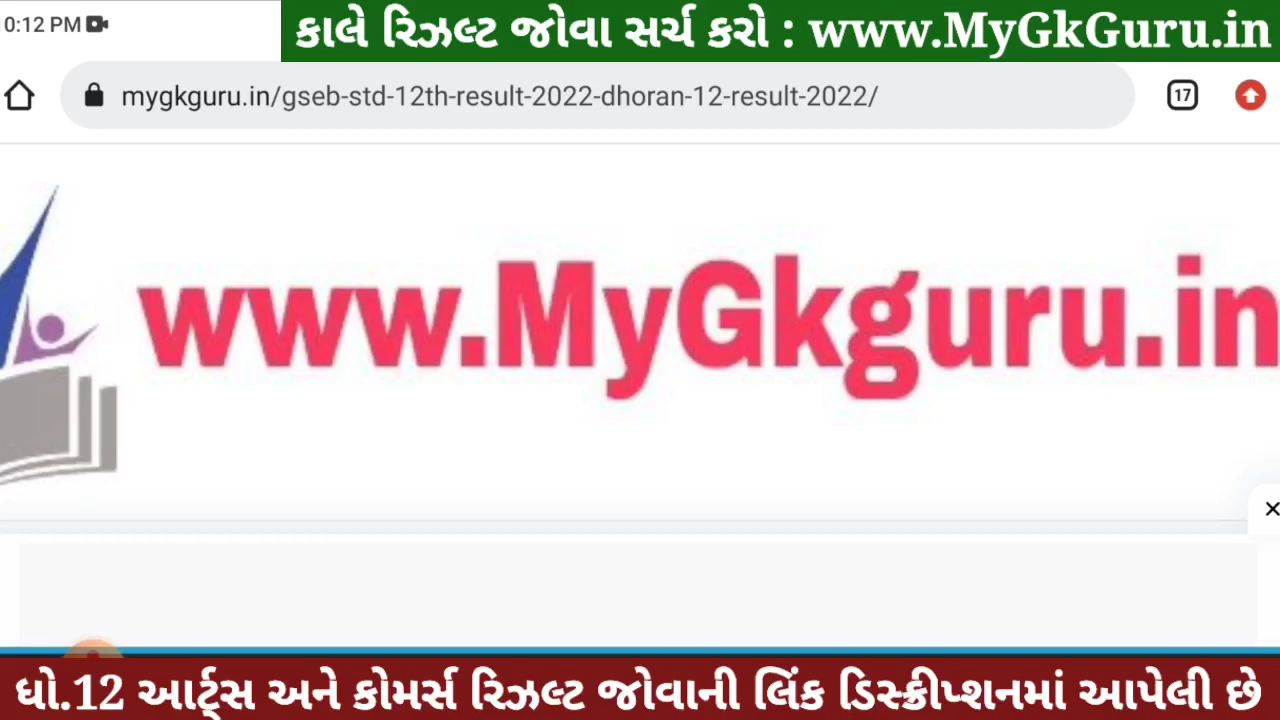 0:12 PM
કાલે રિઝલ્ટ જોવા સર્ચ કરો : www.MyGkGuru.in
mygkguru.in/gseb-std-12th-result-2022-dhoran-12-result-2022/
17
www.MyGkguru.in
ધો.12 આર્ટ્સ અને કોમર્સ રિઝલ્ટ જોવાની લિંક ડિસ્ક્રીપ્શનમાં આપેલી છે